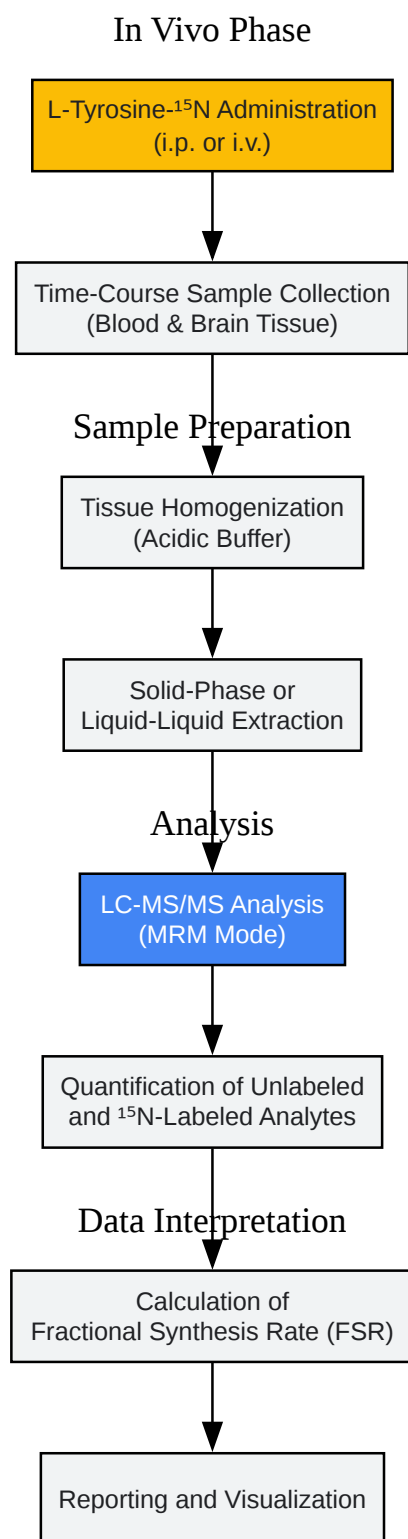 In Vivo Phase
L-Tyrosine-¹⁵N Administration
(i.p. or i.v.)
Time-Course Sample Collection
(Blood & Brain Tissue)
Sample Preparation
Tissue Homogenization
(Acidic Buffer)
Solid-Phase or
Liquid-Liquid Extraction
Analysis
LC-MS/MS Analysis
(MRM Mode)
Quantification of Unlabeled
and ¹⁵N-Labeled Analytes
Data Interpretation
Calculation of
Fractional Synthesis Rate (FSR)
Reporting and Visualization